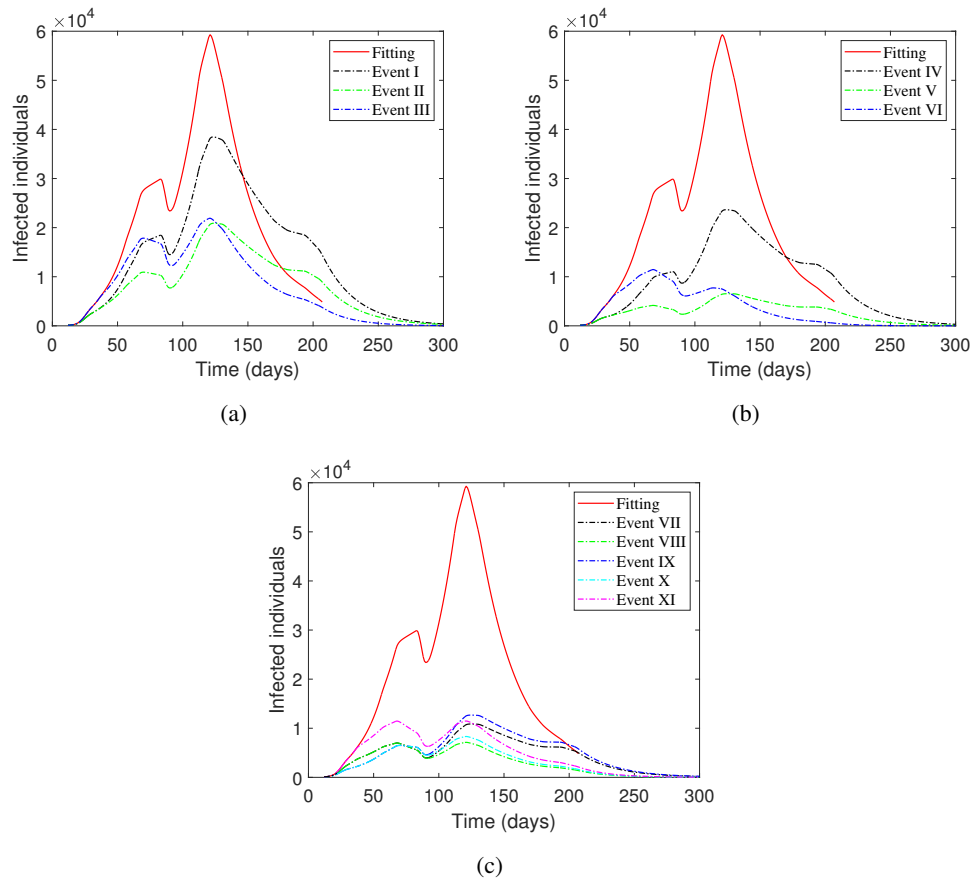 ×10^4
6
5
4
3
2
1
0
Infected individuals
0 50 100 150 200 250 300
Time (days)
Fitting
Event I
Event II
Event III
(a)
×10^4
6
5
4
3
2
1
0
Infected individuals
0 50 100 150 200 250 300
Time (days)
Fitting
Event IV
Event V
Event VI
(b)
×10^4
6
5
4
3
2
1
0
Infected individuals
0 50 100 150 200 250 300
Time (days)
Fitting
Event VII
Event VIII
Event IX
Event X
Event XI
(c)